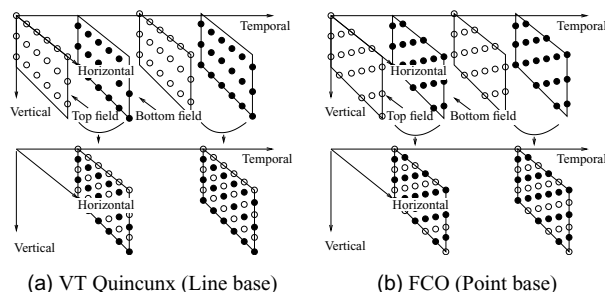 Temporal
Horizontal
Vertical
Top field
Bottom field
Temporal
Horizontal
Vertical
(a) VT Quincunx (Line base)
Temporal
Horizontal
Vertical
Top field
Bottom field
Temporal
Horizontal
Vertical
(b) FCO (Point base)